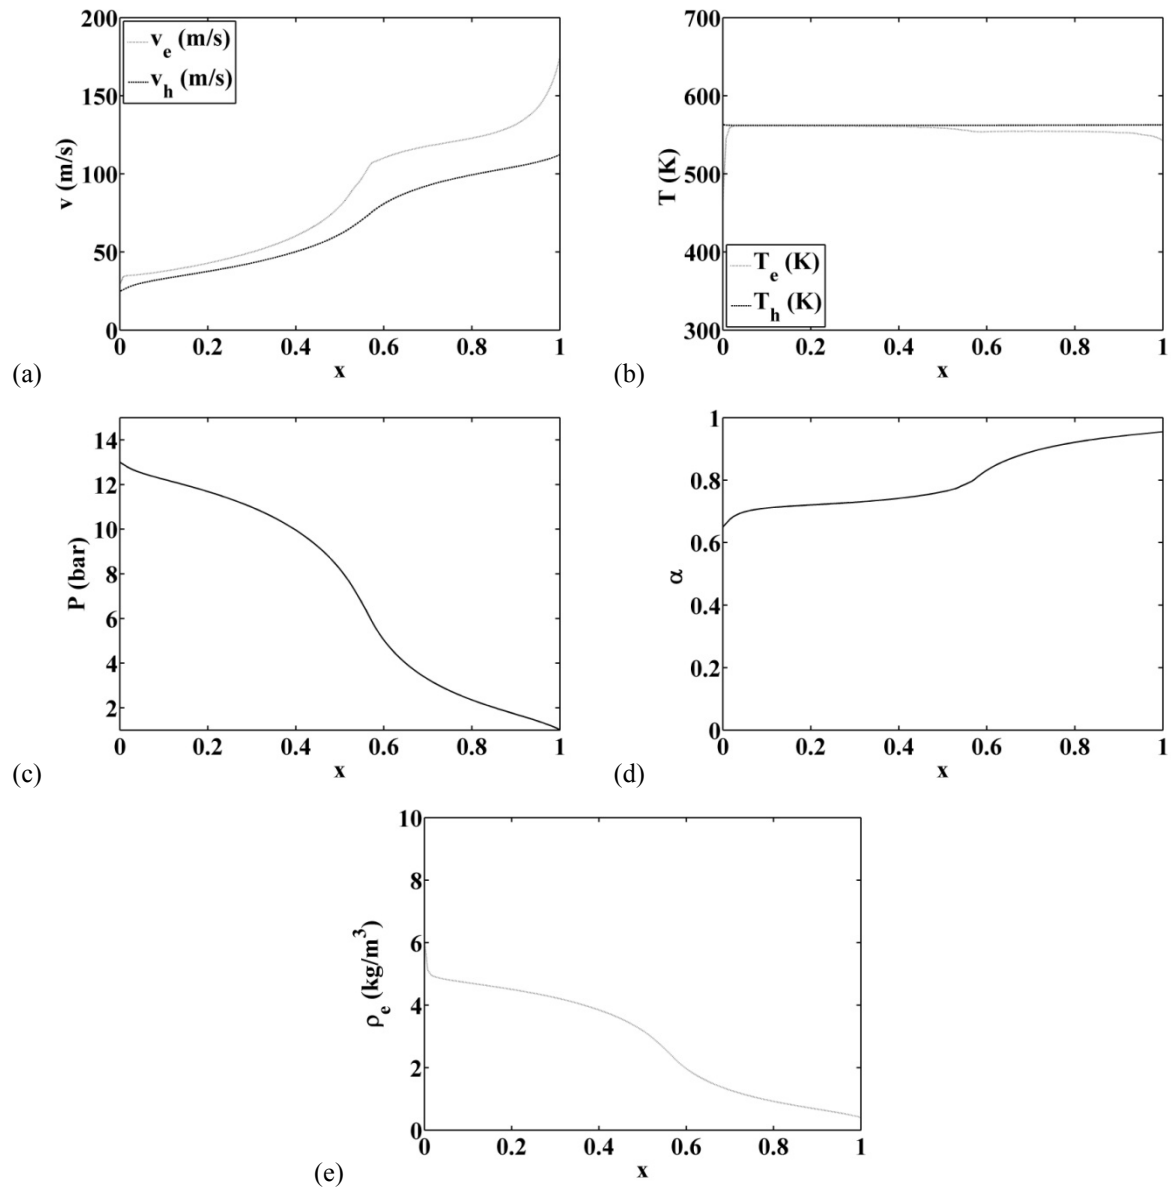 200
150
100
50
0
v (m/s)
v_e (m/s)
v_h (m/s)
0 0.2 0.4 0.6 0.8 1
x
(a)
700
600
500
400
300
T (K)
T_e (K)
T_h (K)
0 0.2 0.4 0.6 0.8 1
x
(b)
14
12
10
8
6
4
2
P (bar)
0 0.2 0.4 0.6 0.8 1
x
(c)
1
0.8
0.6
0.4
0.2
0
α
0 0.2 0.4 0.6 0.8 1
x
(d)
10
8
6
4
2
0
ρ_e (kg/m³)
0 0.2 0.4 0.6 0.8 1
x
(e)